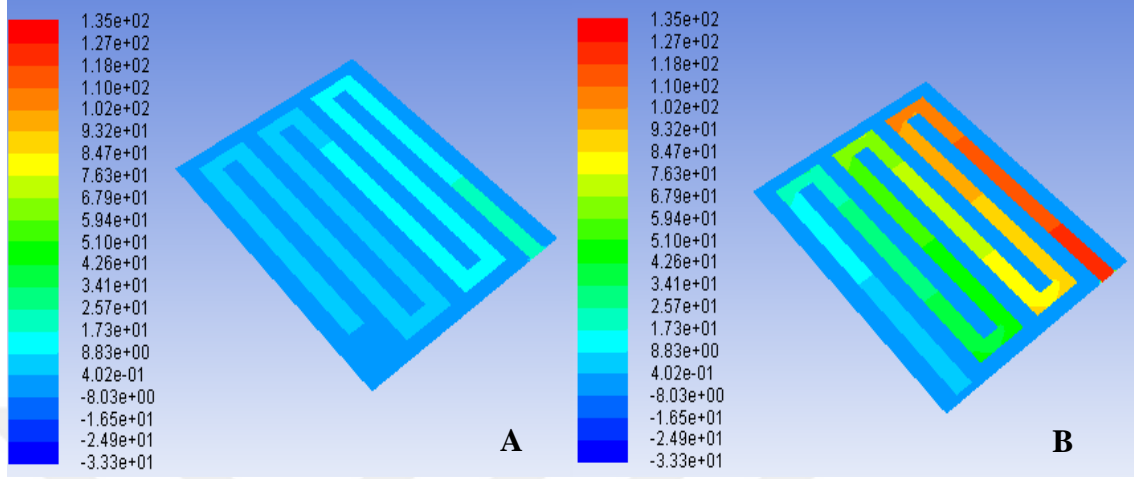 1.35e+02
1.27e+02
1.18e+02
1.10e+02
1.02e+02
9.32e+01
8.47e+01
7.63e+01
6.79e+01
5.94e+01
5.10e+01
4.26e+01
3.41e+01
2.57e+01
1.73e+01
8.83e+00
4.02e-01
-8.03e+00
-1.65e+01
-2.49e+01
-3.33e+01
A
1.35e+02
1.27e+02
1.18e+02
1.10e+02
1.02e+02
9.32e+01
8.47e+01
7.63e+01
6.79e+01
5.94e+01
5.10e+01
4.26e+01
3.41e+01
2.57e+01
1.73e+01
8.83e+00
4.02e-01
-8.03e+00
-1.65e+01
-2.49e+01
-3.33e+01
B